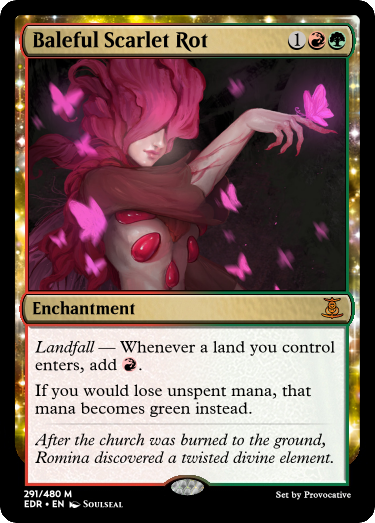 Baleful Scarlet Rot 1
Enchantment
Landfall — Whenever a land you control
enters, add .
If you would lose unspent mana, that
mana becomes green instead.
After the church was burned to the ground,
Romina discovered a twisted divine element.
291/480 M
EDR • EN Soulseal
Set by Provocative